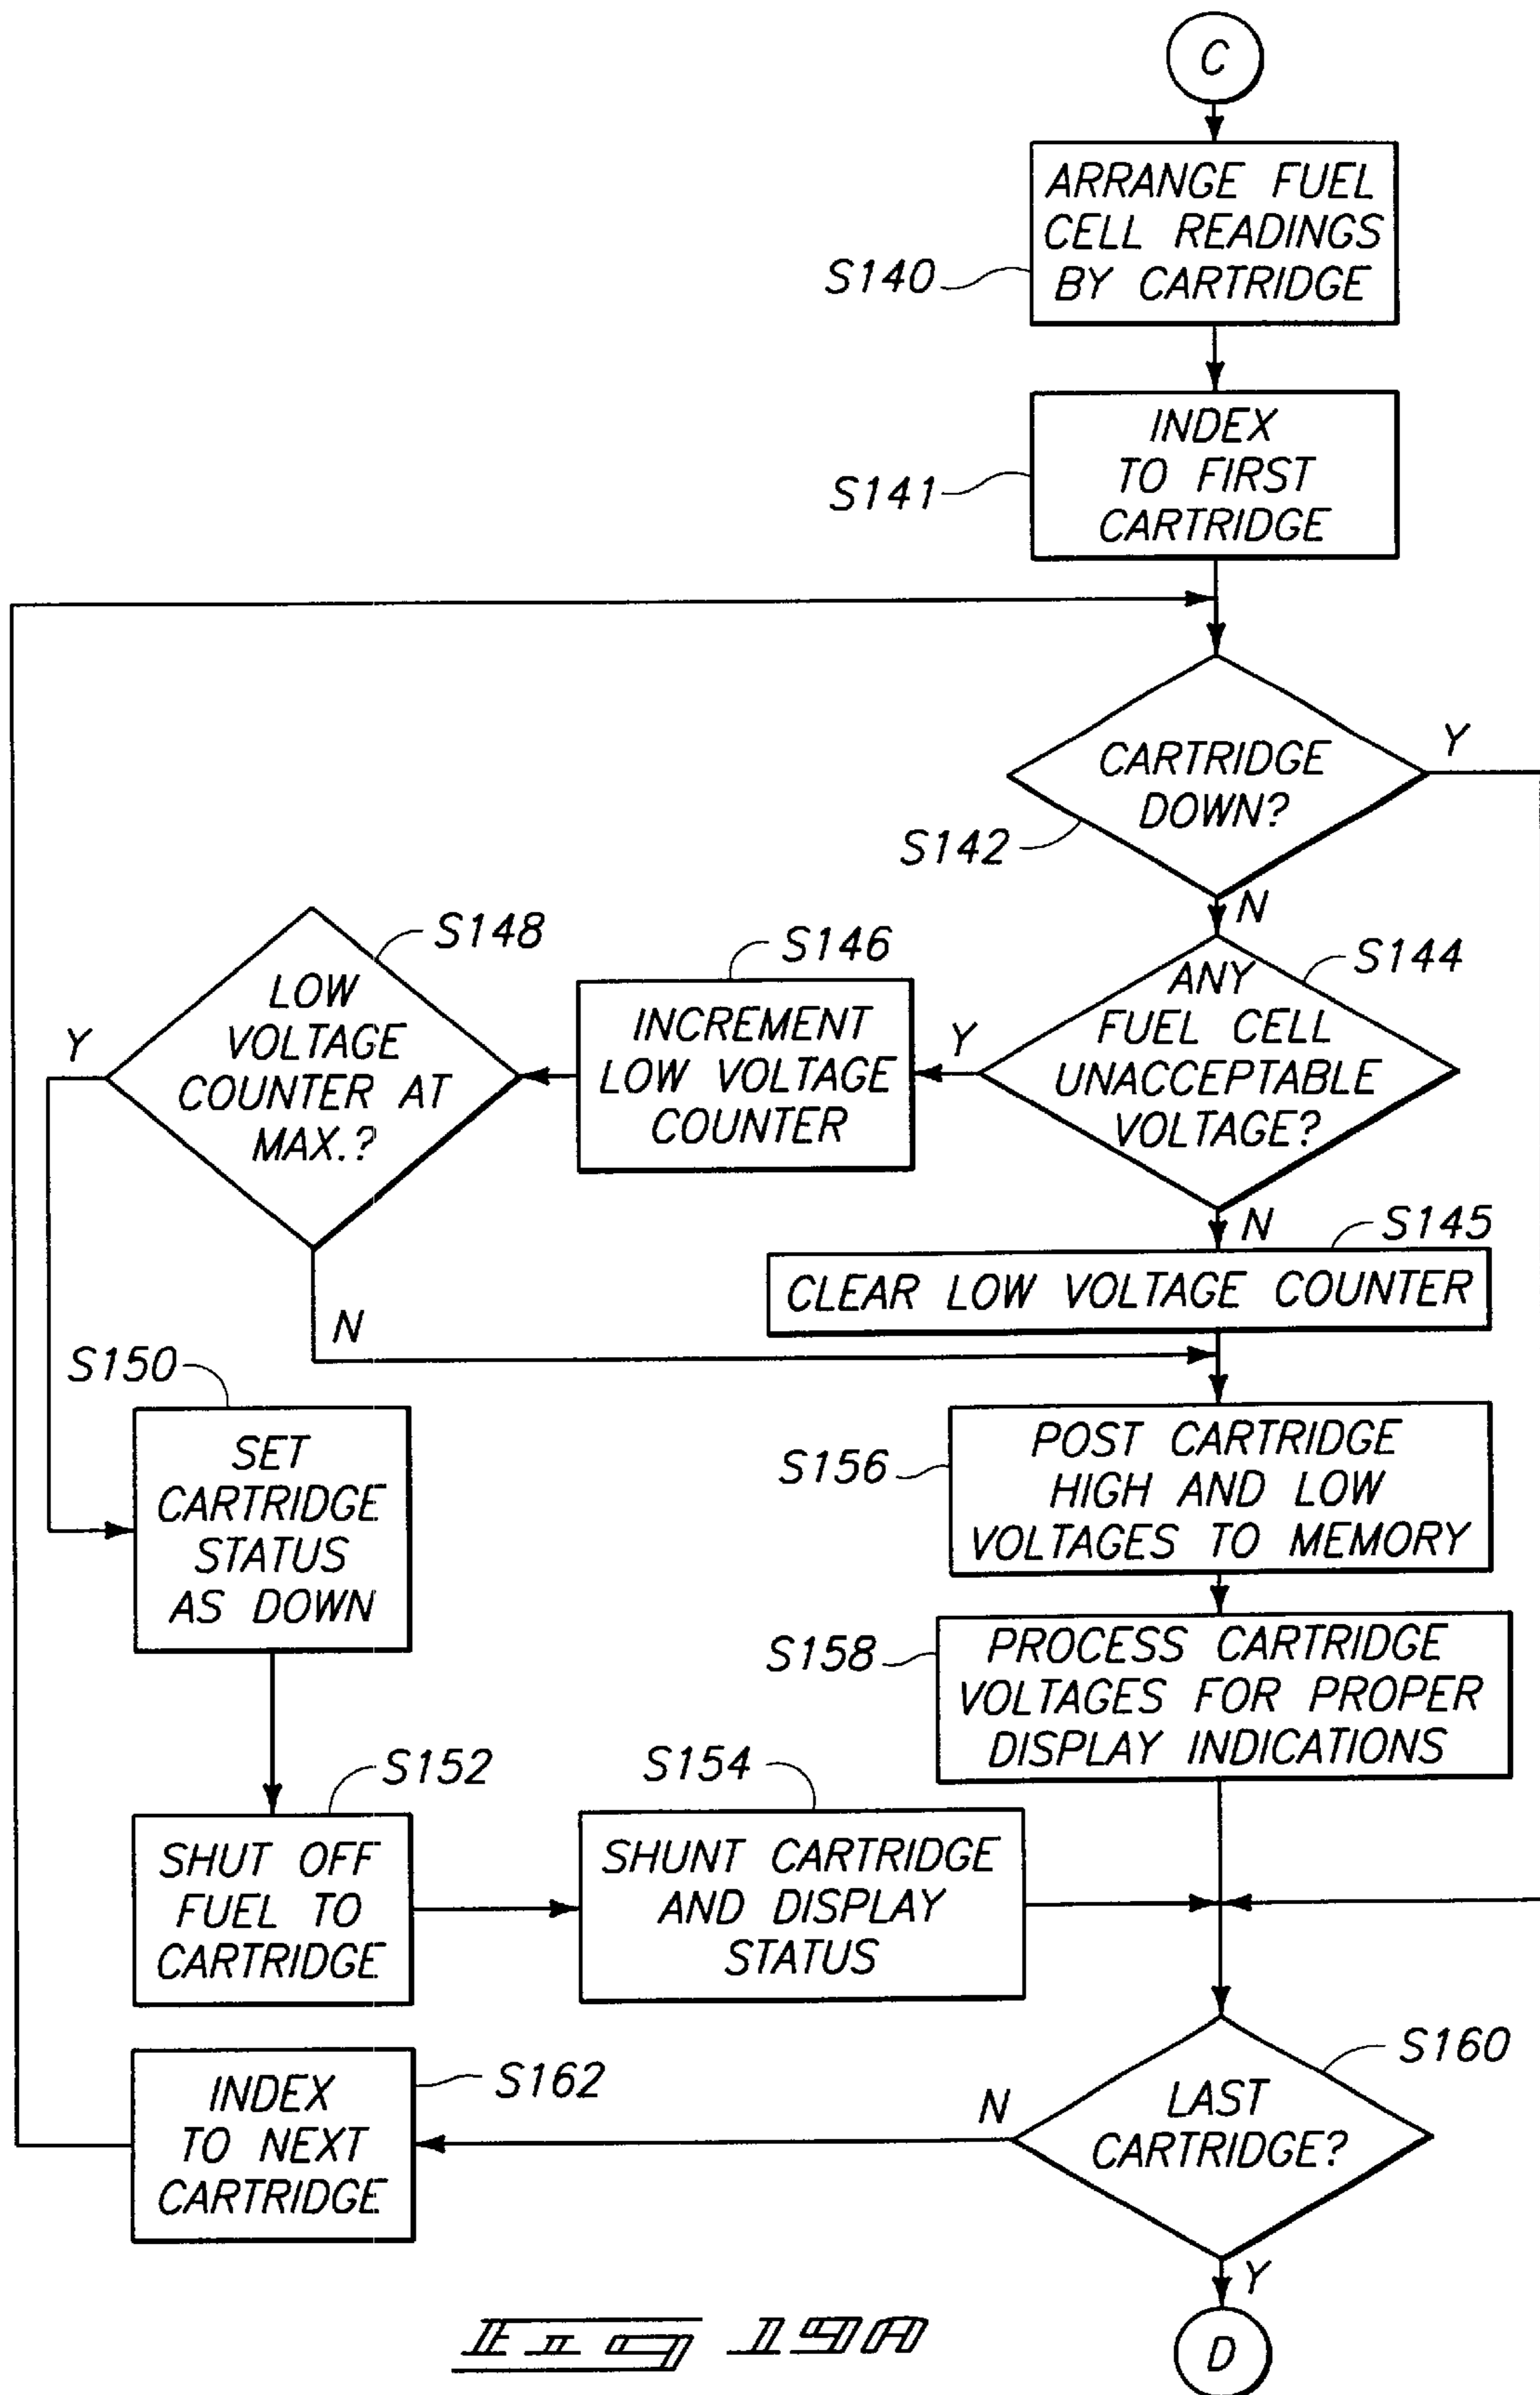 C
ARRANGE FUEL
CELL READINGS
BY CARTRIDGE
S140
INDEX
TO FIRST
CARTRIDGE
S141
CARTRIDGE
DOWN?
Y
S142
N
S148
S146
S144
LOW
VOLTAGE
COUNTER AT
MAX.?
Y
INCREMENT
LOW VOLTAGE
COUNTER
Y
ANY
FUEL CELL
UNACCEPTABLE
VOLTAGE?
N
S145
CLEAR LOW VOLTAGE COUNTER
N
S150
SET
CARTRIDGE
STATUS
AS DOWN
S156
POST CARTRIDGE
HIGH AND LOW
VOLTAGES TO MEMORY
S158
PROCESS CARTRIDGE
VOLTAGES FOR PROPER
DISPLAY INDICATIONS
S152
S154
SHUT OFF
FUEL TO
CARTRIDGE
SHUNT CARTRIDGE
AND DISPLAY
STATUS
S160
S162
INDEX
TO NEXT
CARTRIDGE
N
LAST
CARTRIDGE?
Y
D
Fig 19A